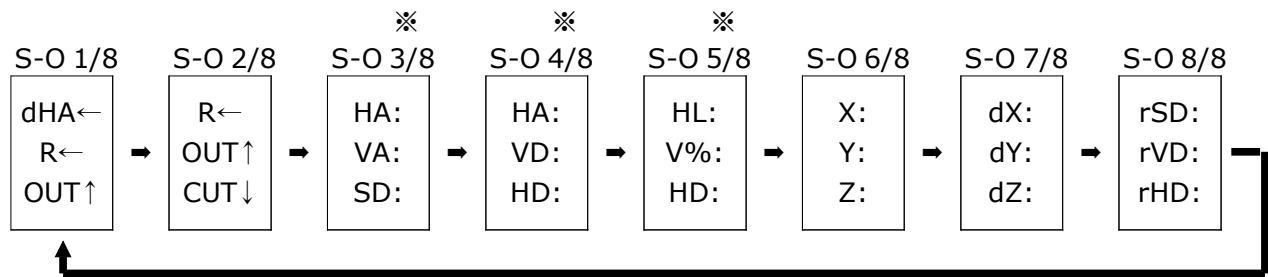 ※ ※ ※
S-O 1/8 S-O 2/8 S-O 3/8 S-O 4/8 S-O 5/8 S-O 6/8 S-O 7/8 S-O 8/8
dHA← R← HA: HA: HL: X: dX: rSD:
R← ➡ OUT↑ ➡ VA: ➡ VD: ➡ V%: ➡ Y: ➡ dY: ➡ rVD:
OUT↑ CUT↓ SD: HD: HD: Z: dZ: rHD: